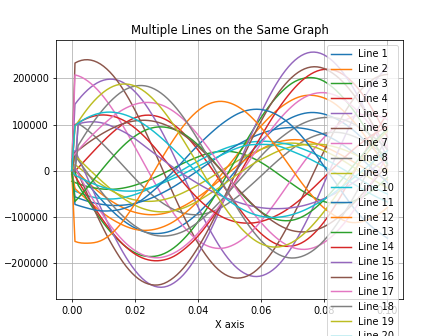 Multiple Lines on the Same Graph
200000
100000
0
−100000
−200000
0.00
0.02
0.04
0.06
0.08
X axis
Line 1
Line 2
Line 3
Line 4
Line 5
Line 6
Line 7
Line 8
Line 9
Line 10
Line 11
Line 12
Line 13
Line 14
Line 15
Line 16
Line 17
Line 18
Line 19
Line 20